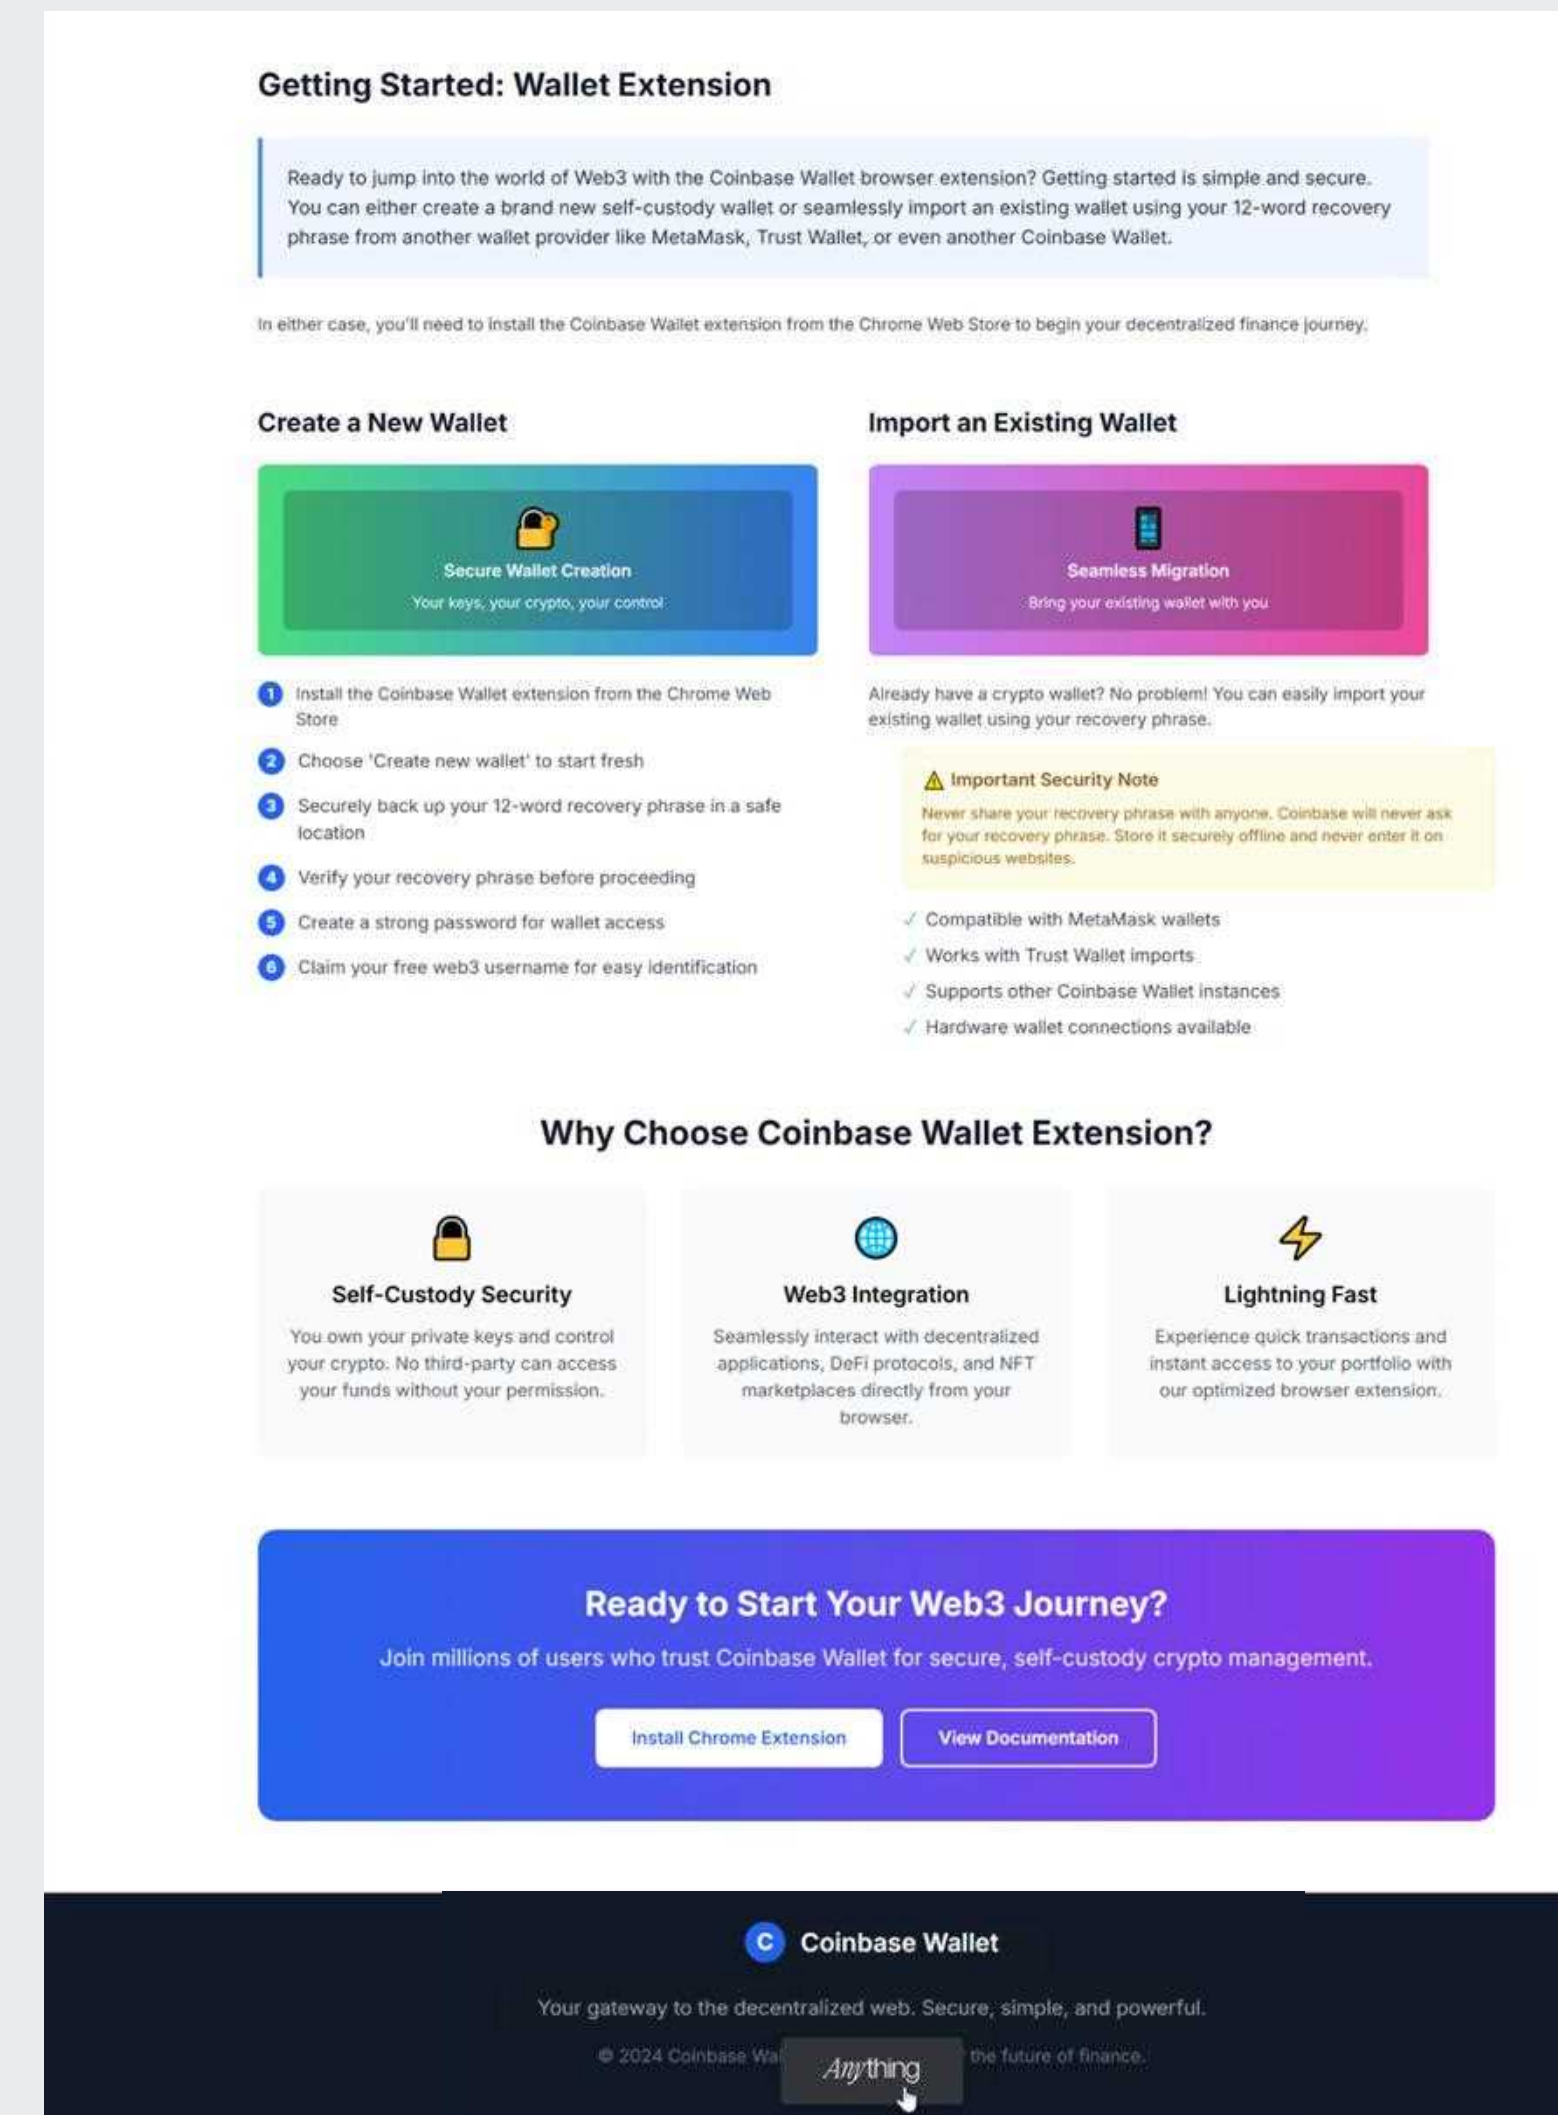 Getting Started: Wallet Extension
Ready to jump into the world of Web3 with the Coinbase Wallet browser extension? Getting started is simple and secure.
You can either create a brand new self-custody wallet or seamlessly import an existing wallet using your 12-word recovery
phrase from another wallet provider like MetaMask, Trust Wallet, or even another Coinbase Wallet.
In either case, you'll need to install the Coinbase Wallet extension from the Chrome Web Store to begin your decentralized finance journey.
Create a New Wallet
Secure Wallet Creation
Your keys, your crypto, your control
1 Install the Coinbase Wallet extension from the Chrome Web
Store
2 Choose 'Create new wallet' to start fresh
3 Securely back up your 12-word recovery phrase in a safe
location
4 Verify your recovery phrase before proceeding
5 Create a strong password for wallet access
6 Claim your free web3 username for easy identification
Import an Existing Wallet
Seamless Migration
Bring your existing wallet with you
Already have a crypto wallet? No problem! You can easily import your
existing wallet using your recovery phrase.
⚠ Important Security Note
Never share your recovery phrase with anyone. Coinbase will never ask
for your recovery phrase. Store it securely offline and never enter it on
suspicious websites.
✓ Compatible with MetaMask wallets
✓ Works with Trust Wallet imports
✓ Supports other Coinbase Wallet instances
✓ Hardware wallet connections available
Why Choose Coinbase Wallet Extension?
Self-Custody Security
You own your private keys and control
your crypto. No third-party can access
your funds without your permission.
Web3 Integration
Seamlessly interact with decentralized
applications, DeFi protocols, and NFT
marketplaces directly from your
browser.
Lightning Fast
Experience quick transactions and
instant access to your portfolio with
our optimized browser extension.
Ready to Start Your Web3 Journey?
Join millions of users who trust Coinbase Wallet for secure, self-custody crypto management.
Install Chrome Extension
View Documentation
C Coinbase Wallet
Your gateway to the decentralized web. Secure, simple, and powerful.
© 2024 Coinbase Wal the future of finance.
Anything